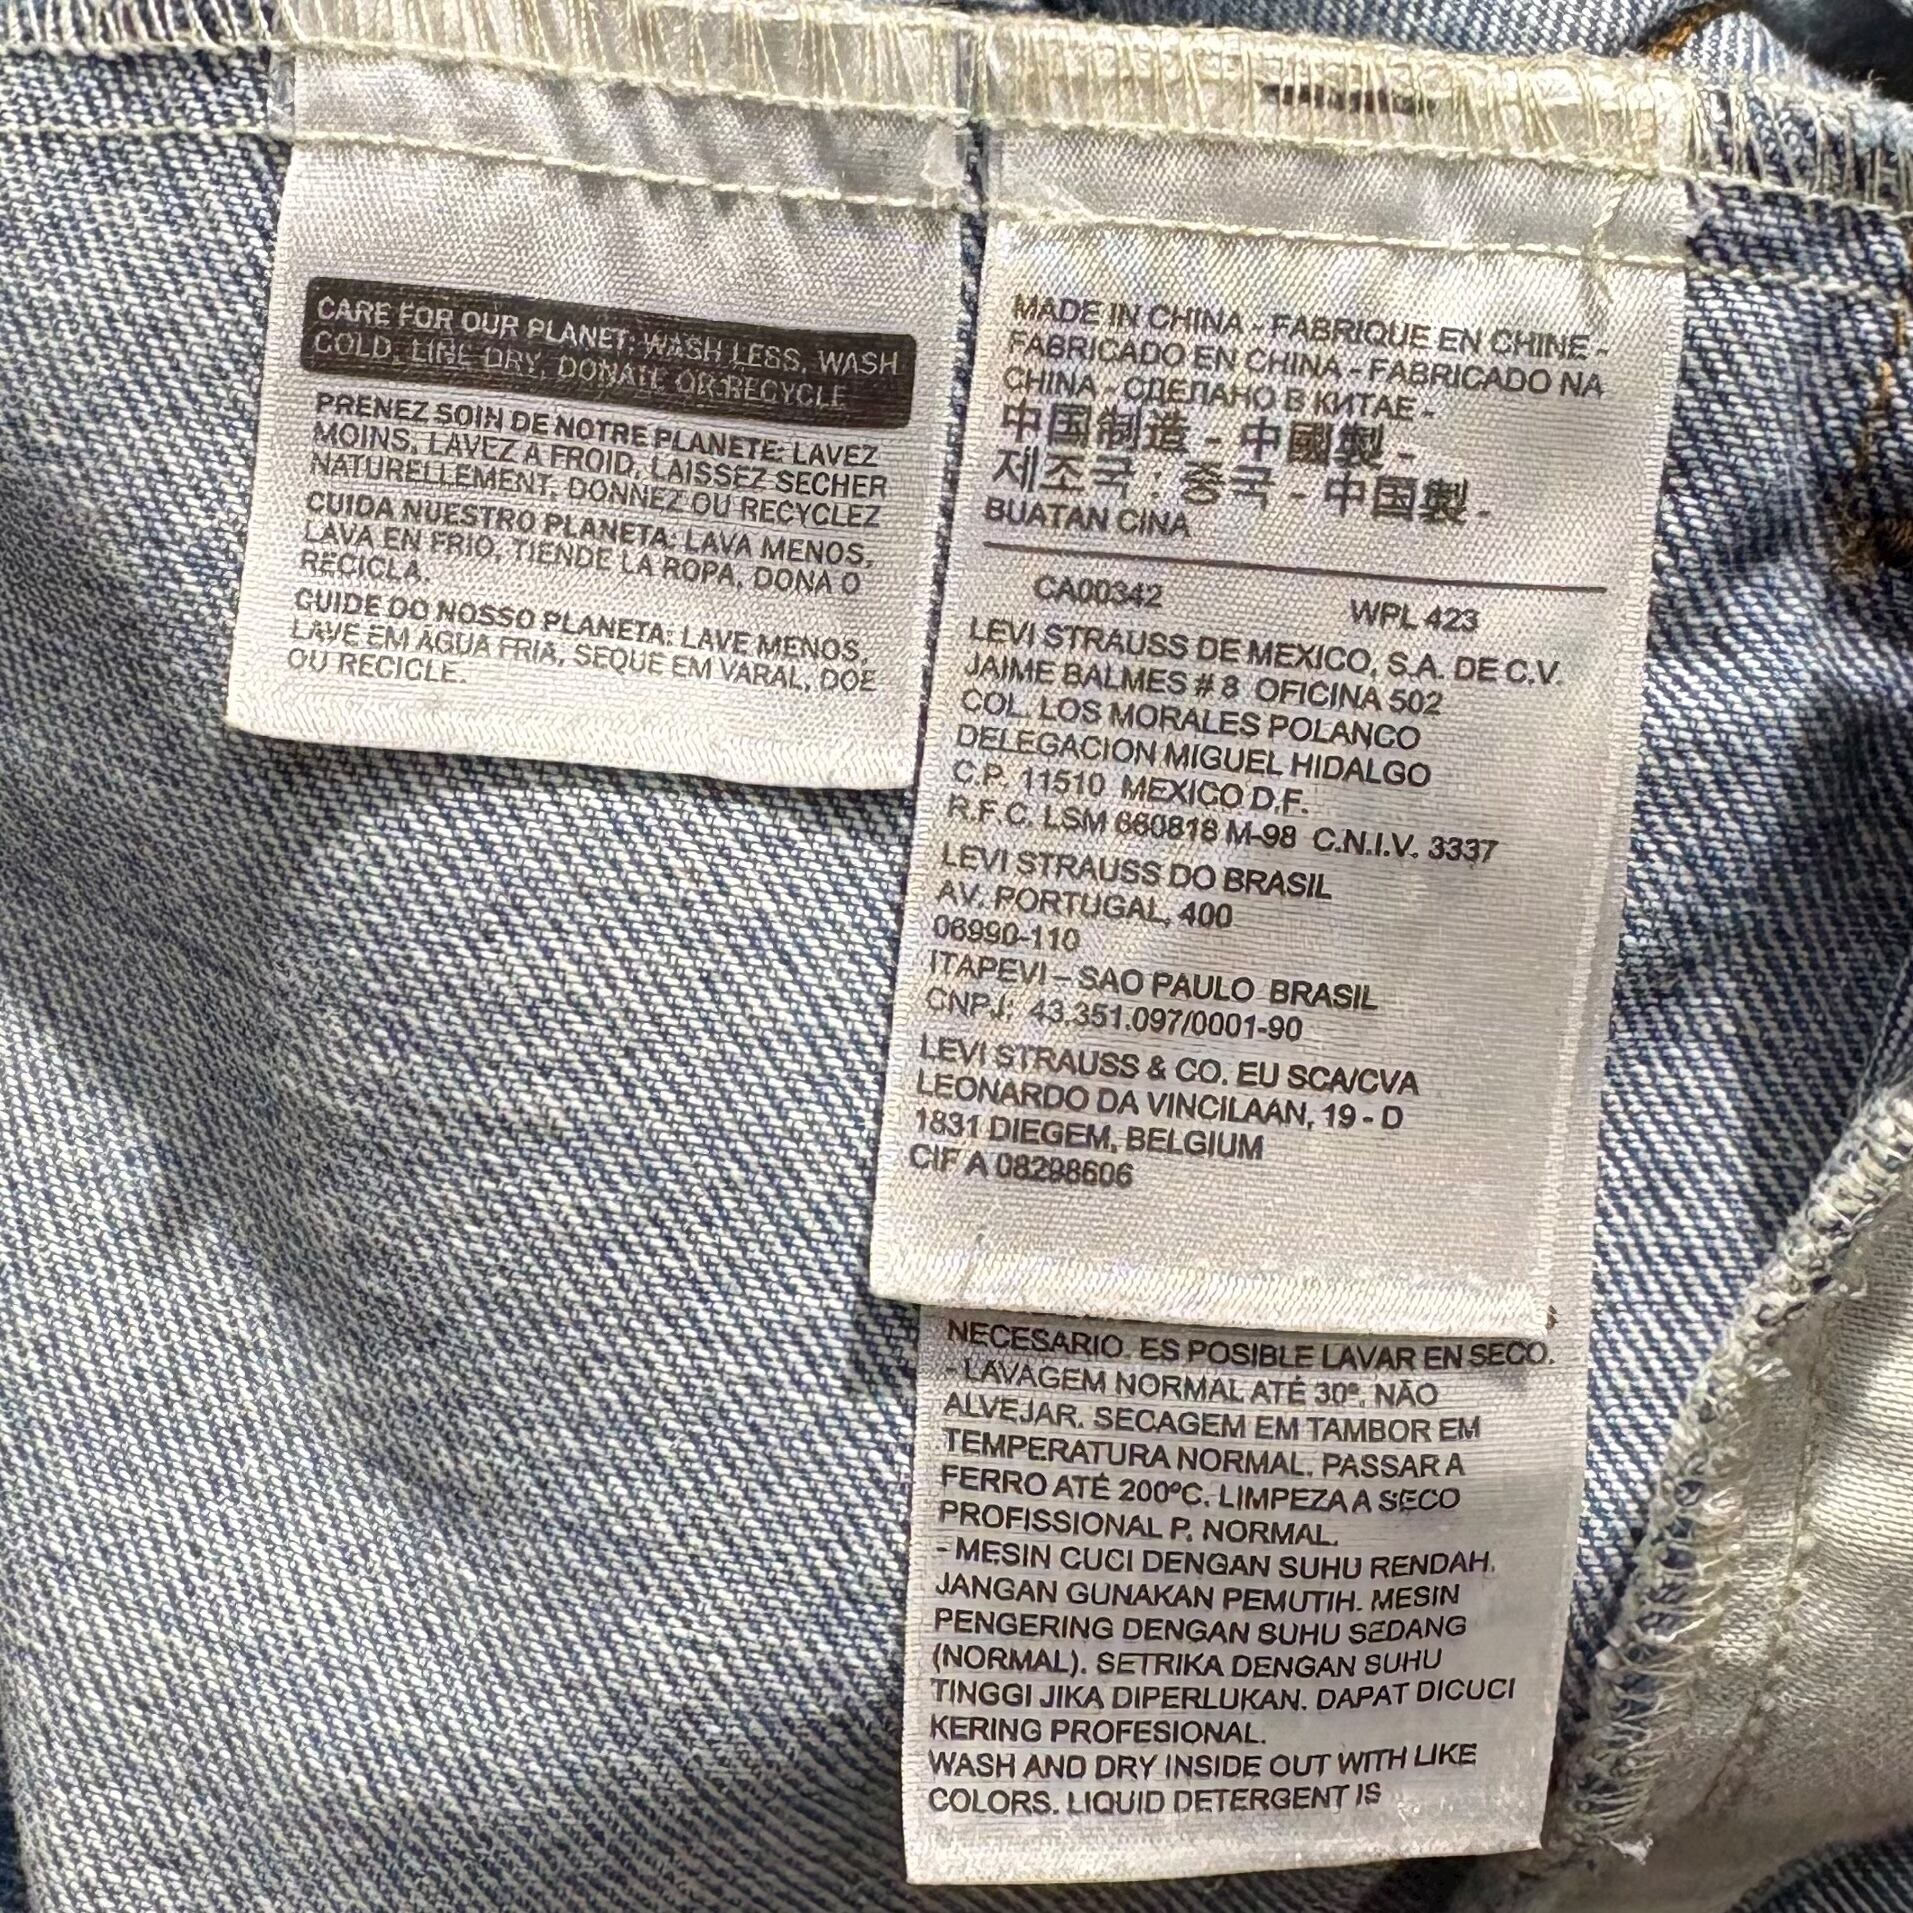 CARE FOR OUR PLANET: WASH LESS, WASH
COLD, LINE DRY, DONATE OR RECYCLE
PRENEZ SOIN DE NOTRE PLANETE: LAVEZ
MOINS, LAVEZ A FROID, LAISSEZ SECHER
NATURELLEMENT, DONNEZ OU RECYCLEZ
CUIDA NUESTRO PLANETA: LAVA MENOS,
LAVA EN FRIO, TIENDE LA ROPA, DONA O
RECICLA.
CUIDE DO NOSSO PLANETA: LAVE MENOS,
LAVE EM AGUA FRIA, SEQUE EM VARAL, DOE
OU RECICLE.
MADE IN CHINA - FABRIQUE EN CHINE -
FABRICADO EN CHINA - FABRICADO NA
CHINA - СДЕЛАНО В КИТАЕ -
中国制造 - 中國製 -
제조국 : 중국 - 中国製 -
BUATAN CINA
CA00342 WPL 423
LEVI STRAUSS DE MEXICO, S.A. DE C.V.
JAIME BALMES # 8 OFICINA 502
COL. LOS MORALES POLANCO
DELEGACION MIGUEL HIDALGO
C.P. 11510 MEXICO D.F.
R.F.C. LSM 660818 M-98 C.N.I.V. 3337
LEVI STRAUSS DO BRASIL
AV. PORTUGAL, 400
06990-110
ITAPEVI – SAO PAULO BRASIL
CNPJ: 43.351.097/0001-90
LEVI STRAUSS & CO. EU SCA/CVA
LEONARDO DA VINCILAAN, 19 - D
1831 DIEGEM, BELGIUM
CIF A 08298606
NECESARIO ES POSIBLE LAVAR EN SECO.
- LAVAGEM NORMAL ATÉ 30º. NÃO
ALVEJAR. SECAGEM EM TAMBOR EM
TEMPERATURA NORMAL. PASSAR A
FERRO ATÉ 200ºC. LIMPEZA A SECO
PROFISSIONAL P. NORMAL.
- MESIN CUCI DENGAN SUHU RENDAH.
JANGAN GUNAKAN PEMUTIH. MESIN
PENGERING DENGAN SUHU SEDANG
(NORMAL). SETRIKA DENGAN SUHU
TINGGI JIKA DIPERLUKAN. DAPAT DICUCI
KERING PROFESIONAL.
WASH AND DRY INSIDE OUT WITH LIKE
COLORS. LIQUID DETERGENT IS